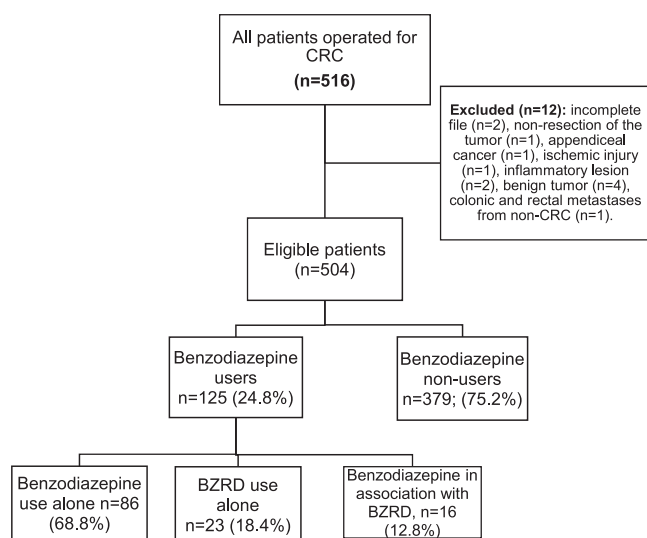 All patients operated for
CRC
(n=516)
Excluded (n=12): incomplete
file (n=2), non-resection of the
tumor (n=1), appendiceal
cancer (n=1), ischemic injury
(n=1), inflammatory lesion
(n=2), benign tumor (n=4),
colonic and rectal metastases
from non-CRC (n=1).
Eligible patients
(n=504)
Benzodiazepine
users
n=125 (24.8%)
Benzodiazepine
non-users
n=379; (75.2%)
Benzodiazepine
use alone n=86
(68.8%)
BZRD use
alone
n=23 (18.4%)
Benzodiazepine in
association with
BZRD, n=16
(12.8%)